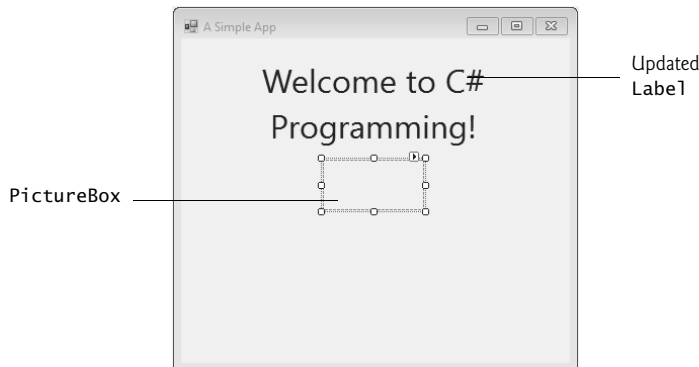 A Simple App
Welcome to C#
Programming!
Updated
Label
PictureBox